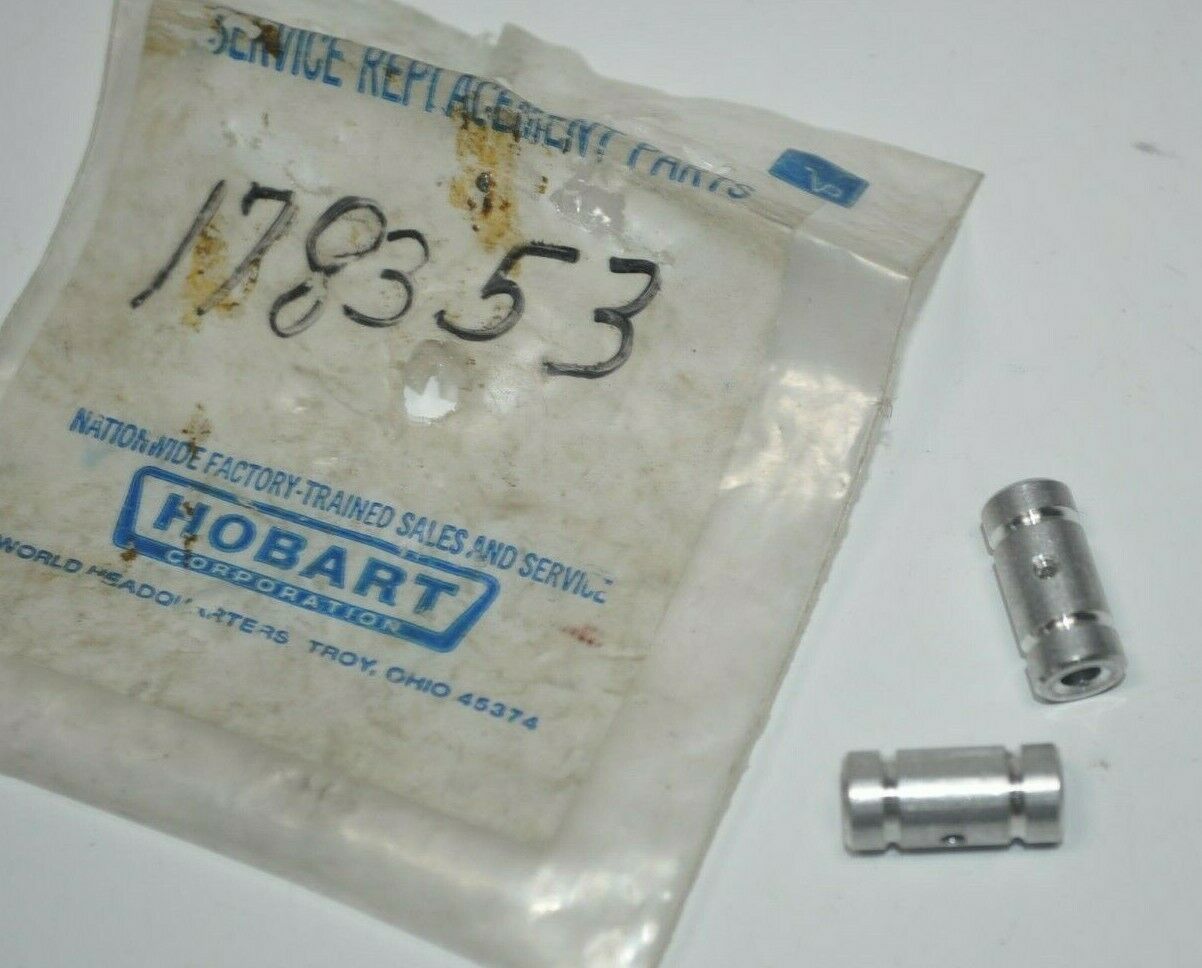 SERVICE REPLACEMENT PARTS
178353
NATIONWIDE FACTORY-TRAINED SALES AND SERVICE
HOBART
CORPORATION
WORLD HEADQUARTERS TROY, OHIO 45374